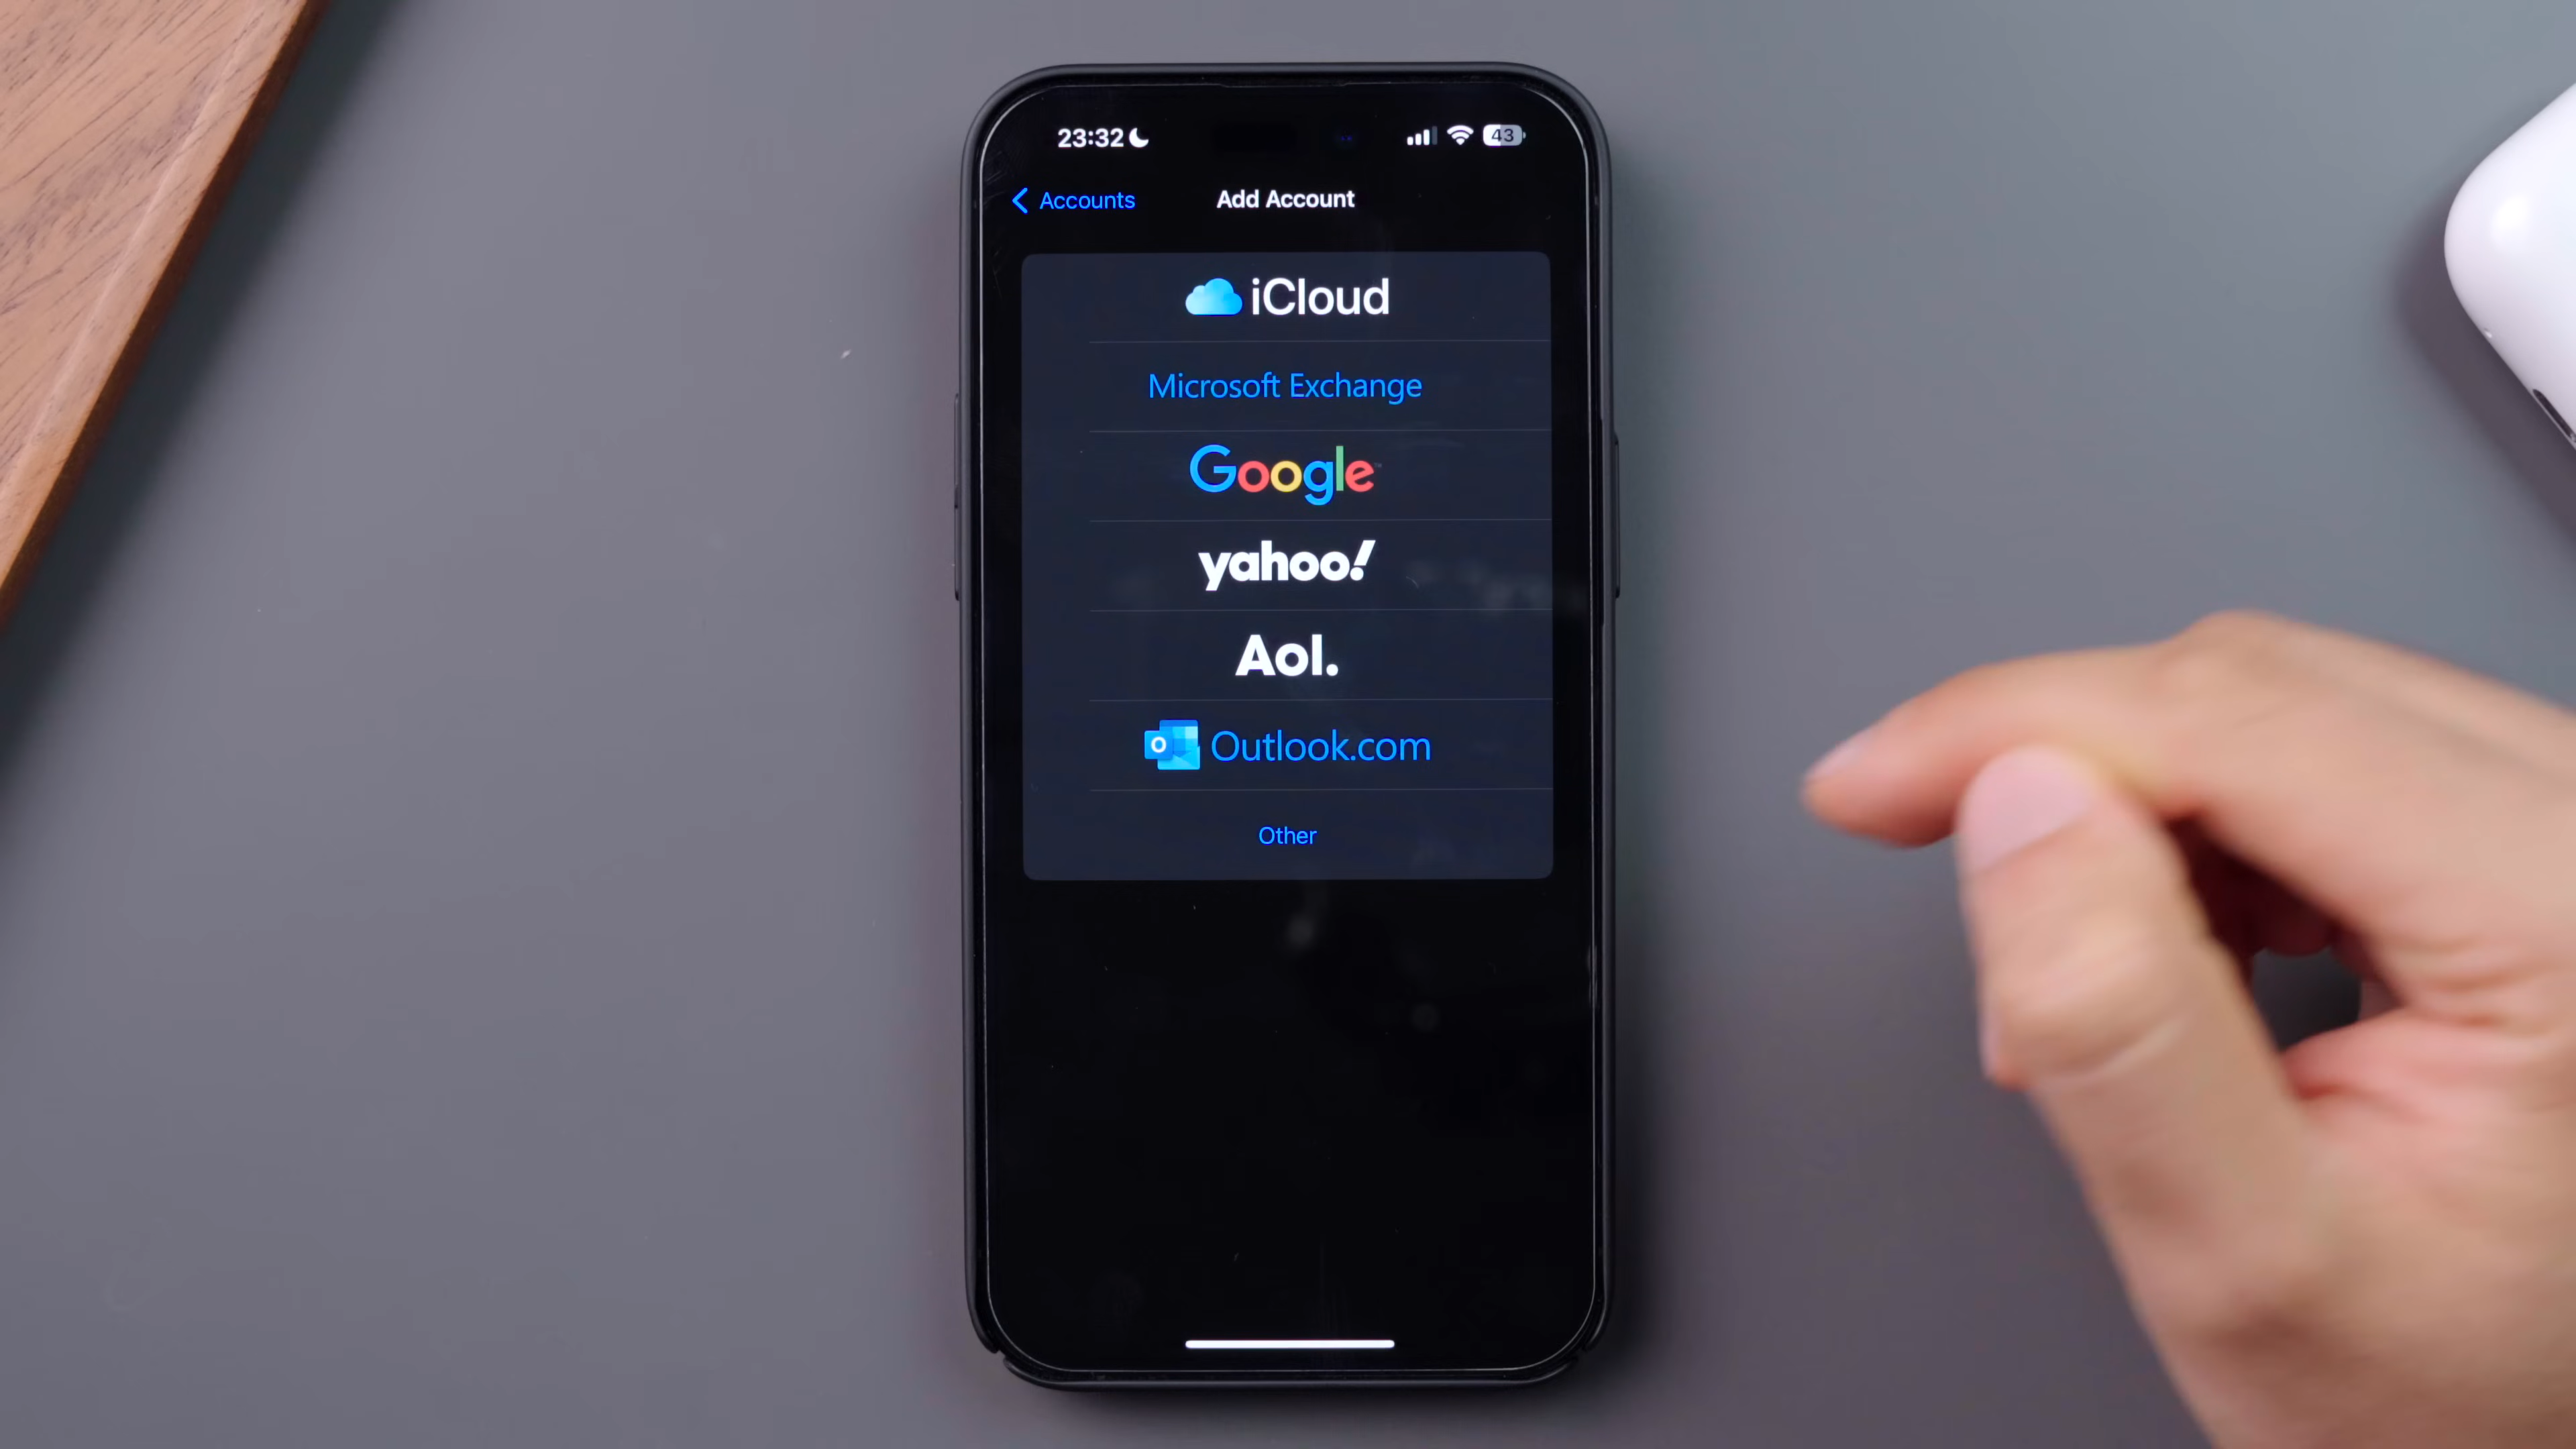 23:32
43
Accounts
Add Account
iCloud
Microsoft Exchange
Google
yahoo!
Aol.
O Outlook.com
Other